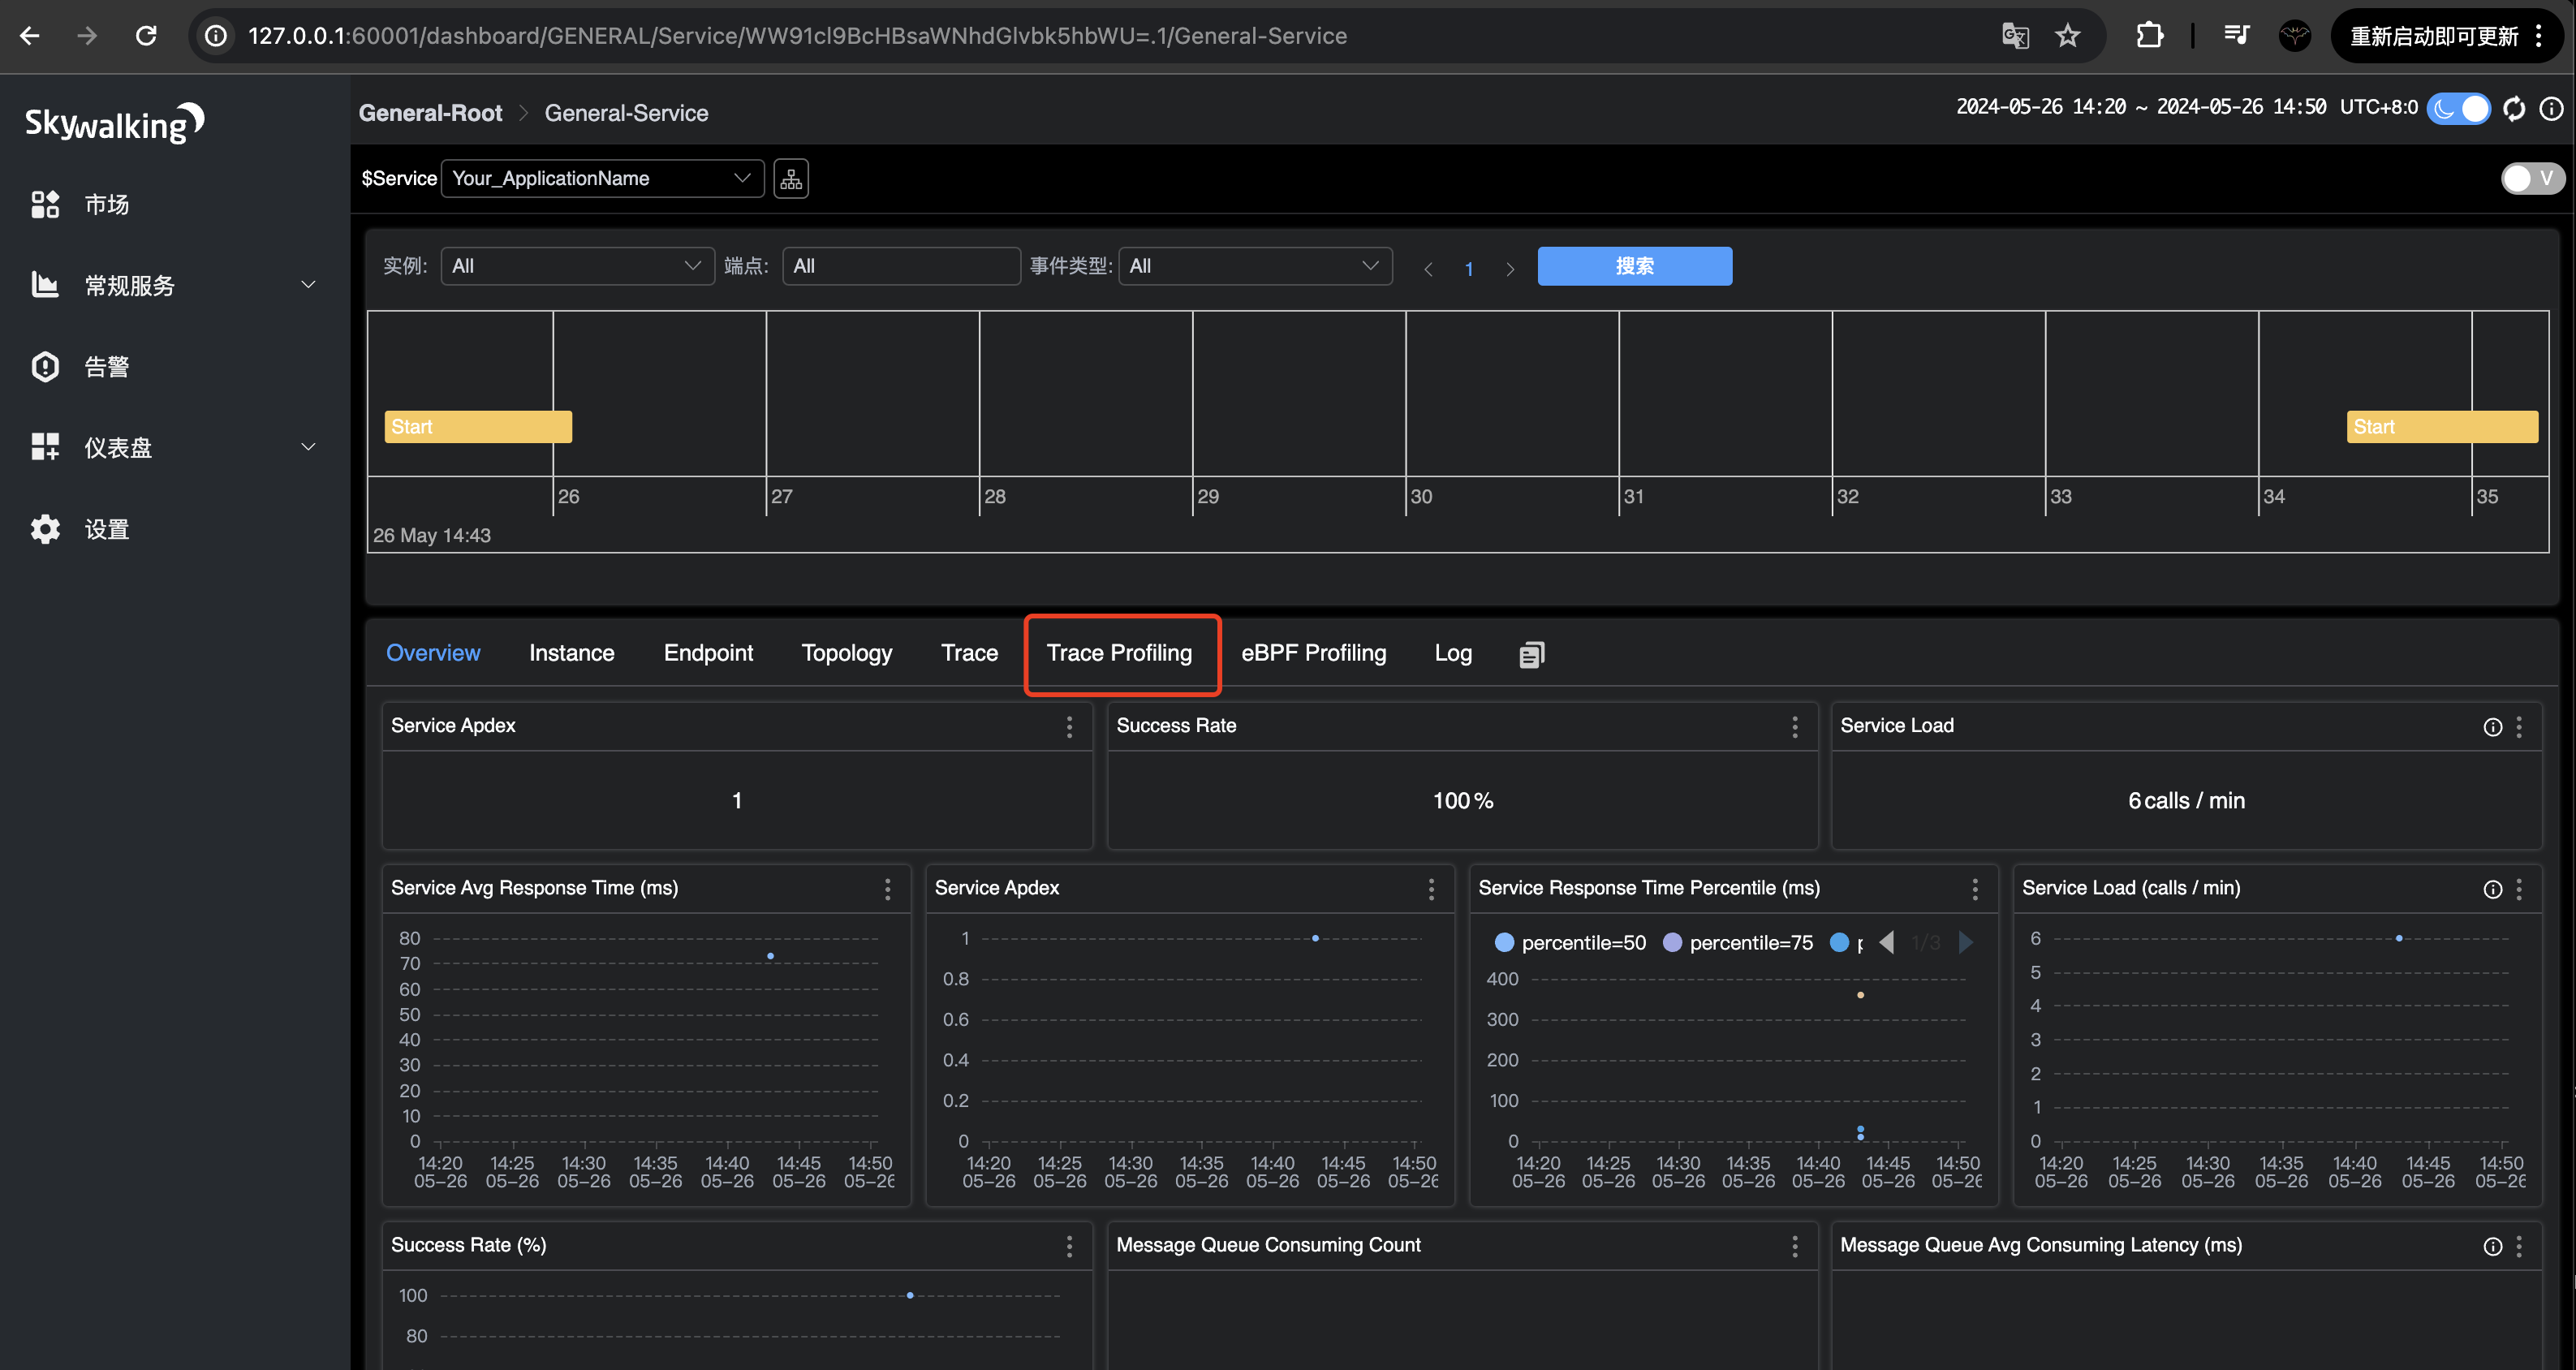 127.0.0.1:60001/dashboard/GENERAL/Service/WW91cl9BcHBsaWNhdGlvbk5hbWU=.1/General-Service
重新启动即可更新
Skywalking
General-Root > General-Service
2024-05-26 14:20 ~ 2024-05-26 14:50 UTC+8:0
$Service Your_ApplicationName
V
市场
常规服务
告警
仪表盘
设置
实例: All 端点: All 事件类型: All < 1 > 搜索
Start Start
26 27 28 29 30 31 32 33 34 35
26 May 14:43
Overview Instance Endpoint Topology Trace Trace Profiling eBPF Profiling Log
Service Apdex
1
Success Rate
100 %
Service Load
6 calls / min
Service Avg Response Time (ms)
80
70
60
50
40
30
20
10
0
14:20 14:25 14:30 14:35 14:40 14:45 14:50
05-26 05-26 05-26 05-26 05-26 05-26 05-26
Service Apdex
1
0.8
0.6
0.4
0.2
0
14:20 14:25 14:30 14:35 14:40 14:45 14:50
05-26 05-26 05-26 05-26 05-26 05-26 05-26
Service Response Time Percentile (ms)
percentile=50 percentile=75 p 1/3
400
300
200
100
0
14:20 14:25 14:30 14:35 14:40 14:45 14:50
05-26 05-26 05-26 05-26 05-26 05-26 05-26
Service Load (calls / min)
6
5
4
3
2
1
0
14:20 14:25 14:30 14:35 14:40 14:45 14:50
05-26 05-26 05-26 05-26 05-26 05-26 05-26
Success Rate (%)
100
80
Message Queue Consuming Count
Message Queue Avg Consuming Latency (ms)